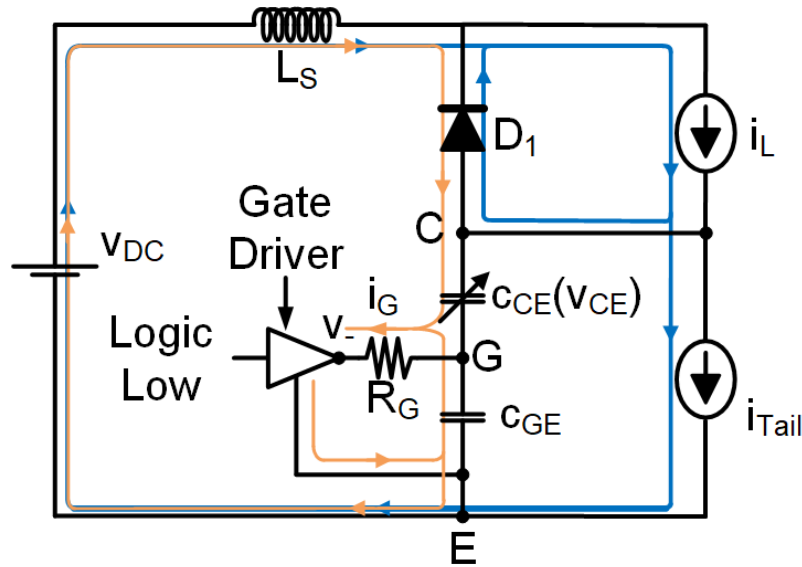 L_S
D_1
i_L
Gate
Driver
C
v_DC
i_G
c_CE(v_CE)
v_-
Logic
Low
G
R_G
c_GE
i_Tail
E